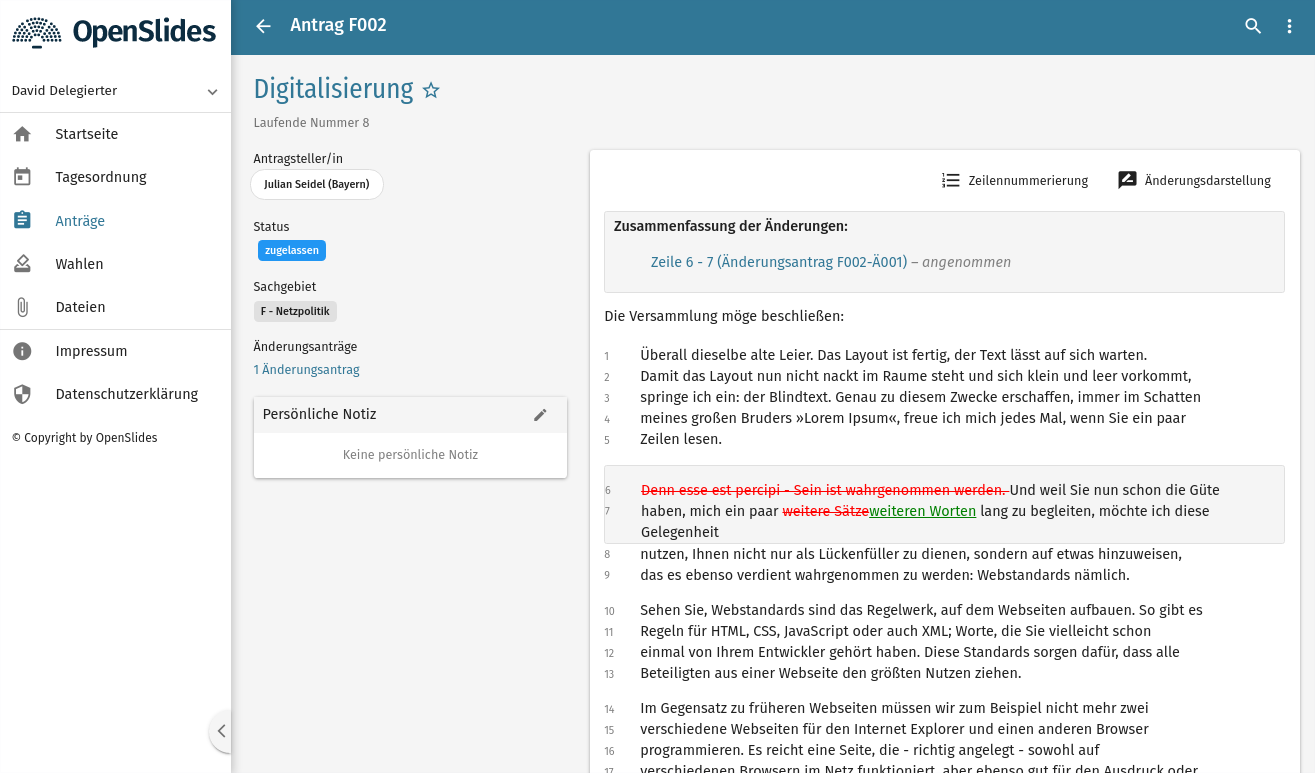 OpenSlides
David Delegierter
Startseite
Tagesordnung
Anträge
Wahlen
Dateien
Impressum
Datenschutzerklärung
© Copyright by OpenSlides
Antrag F002
Digitalisierung
Laufende Nummer 8
Antragsteller/in
Julian Seidel (Bayern)
Status
zugelassen
Sachgebiet
F - Netzpolitik
Änderungsanträge
1 Änderungsantrag
Persönliche Notiz
Keine persönliche Notiz
Zeilennummerierung Änderungsdarstellung
Zusammenfassung der Änderungen:
Zeile 6 - 7 (Änderungsantrag F002-Ä001) – angenommen
Die Versammlung möge beschließen:
1 Überall dieselbe alte Leier. Das Layout ist fertig, der Text lässt auf sich warten.
2 Damit das Layout nun nicht nackt im Raume steht und sich klein und leer vorkommt,
3 springe ich ein: der Blindtext. Genau zu diesem Zwecke erschaffen, immer im Schatten
4 meines großen Bruders »Lorem Ipsum«, freue ich mich jedes Mal, wenn Sie ein paar
5 Zeilen lesen.
6 Denn esse est percipi - Sein ist wahrgenommen werden. Und weil Sie nun schon die Güte
7 haben, mich ein paar weitere Sätzeweiteren Worten lang zu begleiten, möchte ich diese
Gelegenheit
8 nutzen, Ihnen nicht nur als Lückenfüller zu dienen, sondern auf etwas hinzuweisen,
9 das es ebenso verdient wahrgenommen zu werden: Webstandards nämlich.
10 Sehen Sie, Webstandards sind das Regelwerk, auf dem Webseiten aufbauen. So gibt es
11 Regeln für HTML, CSS, JavaScript oder auch XML; Worte, die Sie vielleicht schon
12 einmal von Ihrem Entwickler gehört haben. Diese Standards sorgen dafür, dass alle
13 Beteiligten aus einer Webseite den größten Nutzen ziehen.
14 Im Gegensatz zu früheren Webseiten müssen wir zum Beispiel nicht mehr zwei
15 verschiedene Webseiten für den Internet Explorer und einen anderen Browser
16 programmieren. Es reicht eine Seite, die - richtig angelegt - sowohl auf
17 verschiedenen Browsern im Netz funktioniert, aber ebenso gut für den Ausdruck oder